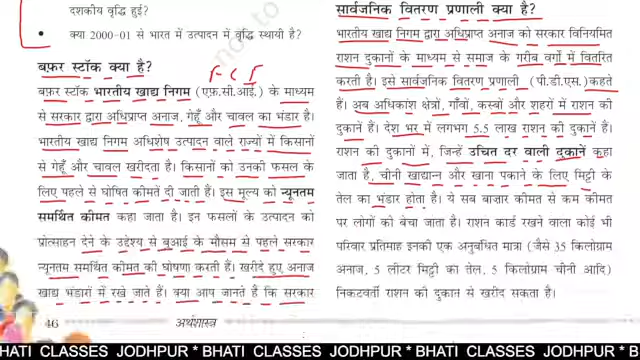 दशकीय वृद्धि हुई?
• क्या 2000-01 से भारत में उत्पादन में वृद्धि स्थायी है?
बफ़र स्टॉक क्या है?
F C I
बफ़र स्टॉक भारतीय खाद्य निगम (एफ़.सी.आई.) के माध्यम
से सरकार द्वारा अधिप्राप्त अनाज, गेहूँ और चावल का भंडार है।
भारतीय खाद्य निगम अधिशेष उत्पादन वाले राज्यों में किसानों
से गेहूँ और चावल खरीदता है। किसानों को उनकी फसल के
लिए पहले से घोषित कीमतें दी जाती हैं। इस मूल्य को न्यूनतम
समर्थित कीमत कहा जाता है। इन फसलों के उत्पादन को
प्रोत्साहन देने के उद्देश्य से बुआई के मौसम से पहले सरकार
न्यूनतम समर्थित कीमत की घोषणा करती है। खरीदे हुए अनाज
खाद्य भंडारों में रखे जाते हैं। क्या आप जानते हैं कि सरकार
46 अर्थशास्त्र
सार्वजनिक वितरण प्रणाली क्या है?
भारतीय खाद्य निगम द्वारा अधिप्राप्त अनाज को सरकार विनियमित
राशन दुकानों के माध्यम से समाज के गरीब वर्गों में वितरित
करती है। इसे सार्वजनिक वितरण प्रणाली (पी.डी.एस.) कहते
हैं। अब अधिकांश क्षेत्रों, गाँवों, कस्बों और शहरों में राशन की
दुकानें हैं। देश भर में लगभग 5.5 लाख राशन की दुकानें हैं।
राशन की दुकानों में, जिन्हें उचित दर वाली दुकानें कहा
जाता है, चीनी खाद्यान्न और खाना पकाने के लिए मिट्टी के
तेल का भंडार होता है। ये सब बाज़ार कीमत से कम कीमत
पर लोगों को बेचा जाता है। राशन कार्ड रखने वाला कोई भी
परिवार प्रतिमाह इनकी एक अनुबंधित मात्रा (जैसे 35 किलोग्राम
अनाज, 5 लीटर मिट्टी का तेल, 5 किलोग्राम चीनी आदि)
निकटवर्ती राशन की दुकान से खरीद सकता है।
BHATI CLASSES JODHPUR * BHATI CLASSES JODHPUR * BHATI CLASSES JODHPUR * BH